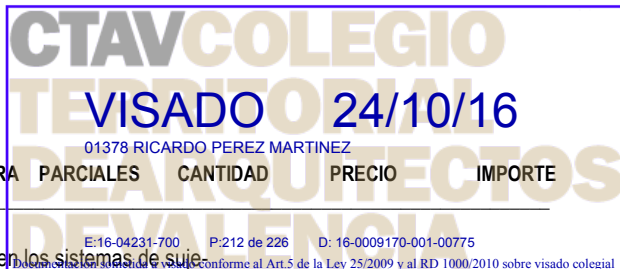 CTAVCOLEGIO
TERRITORIAL
VISADO 24/10/16
01378 RICARDO PEREZ MARTINEZ
DEARQUITECTOS
RA PARCIALES CANTIDAD PRECIO IMPORTE
DEVALEN
E:16-04231-700 P:212 de 226 D: 16-0009170-001-00775
en los sistemas de suje-
Documentación sometida a visado conforme al Art.5 de la Ley 25/2009 y al RD 1000/2010 sobre visado colegial